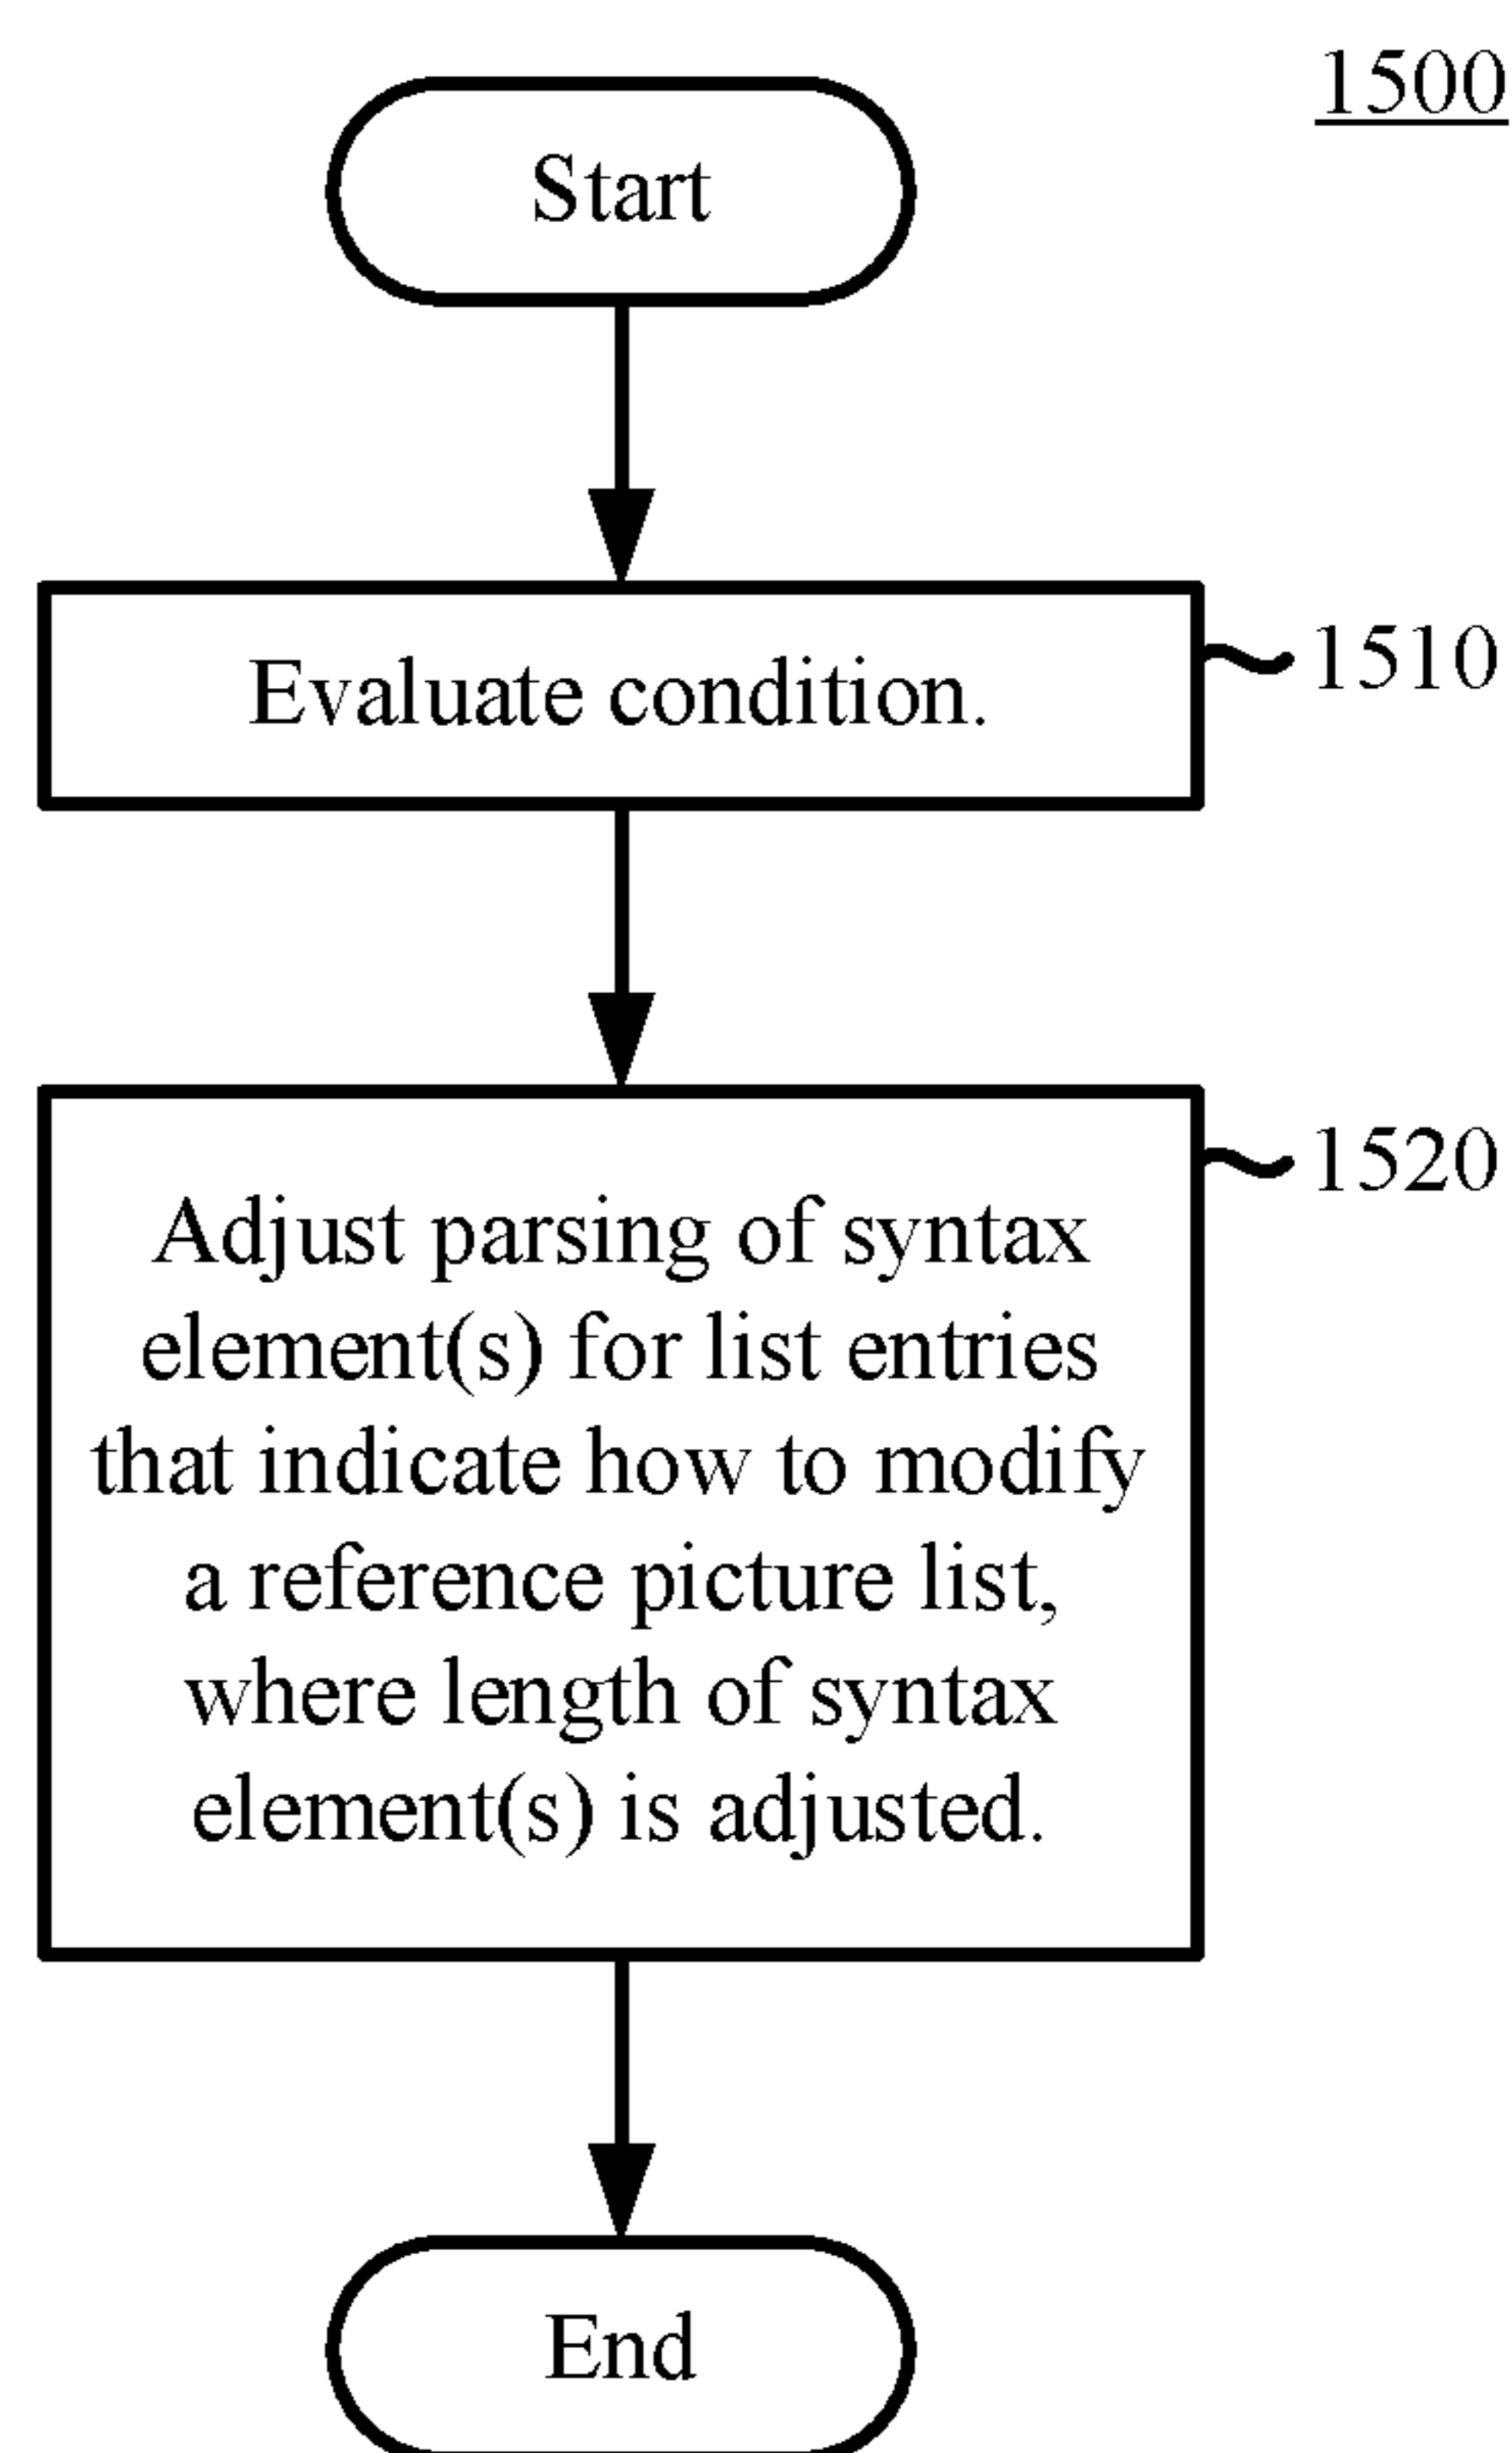 1500
Start
Evaluate condition.
1510
Adjust parsing of syntax
element(s) for list entries
that indicate how to modify
a reference picture list,
where length of syntax
element(s) is adjusted.
1520
End